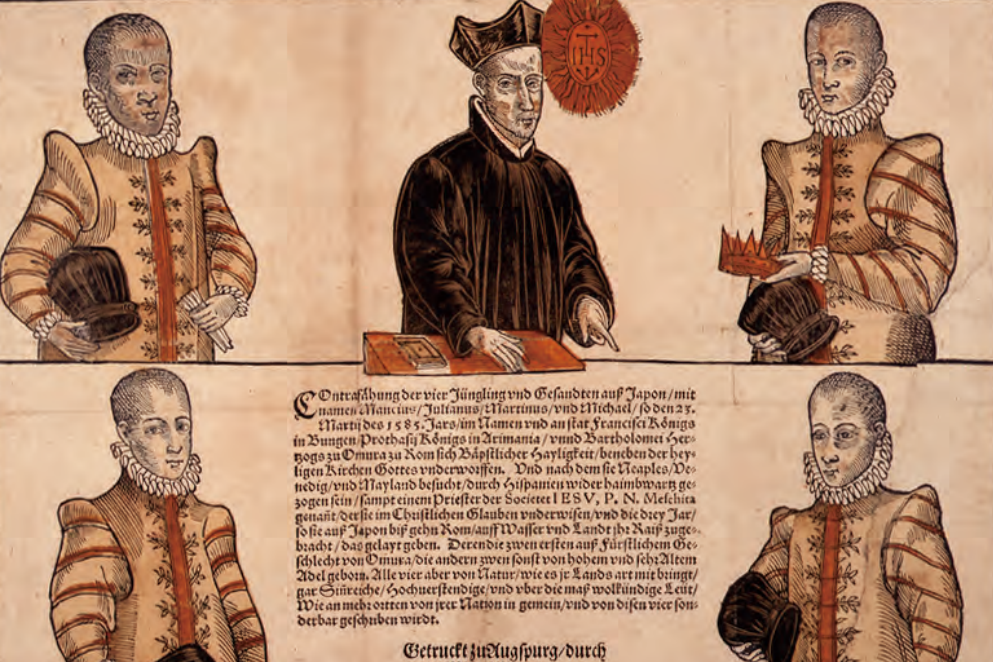 IHS
COntrafähung der vier Jüngling vnd Gesandten auß Japon/mit
namen Mancius/Julianus/Martinus/vnd Michael/so den 23.
Martij des 1585. Jars/im Namen vnd an stat Francisci Königs
in Bungen/Prothasij Königs in Arimania/vnnd Bartholomei Her-
tzogs zu Omura zu Rom sich Bäpstlicher Hayligkeit/beneben der hey-
ligen Kirchen Gottes vnderworffen. Vnd nach dem sie Neaples/Ve-
nedig/vnd Mayland besucht/durch Hispanien wider haimbwartz ge-
zogen sein/sampt einem Priester der Societet IESV, P. N. Meschita
genañt/der sie im Christlichen Glauben vnderwisen/vnd die drey Jar/
so sie auß Japon biß gehn Rom/auff Wasser vnd Landt jhr Raiß zuge-
bracht/das gelayt geben. Deren die zwen ersten auß Fürstlichem Ge-
schlecht von Omura/die andern zwen sonst von hohem vnd sehr Altem
Adel geborn. Alle vier aber von Natur/wie es jr Lands art mit bringt/
gar Siñreiche/Hochuerstendige/vnd vber die maß wolkündige Leut/
Wie an mehr ortten von jrer Nation in gemein/vnd von disen vier son-
derbar geschriben wirdt.
Getruckt zu Augspurg/durch